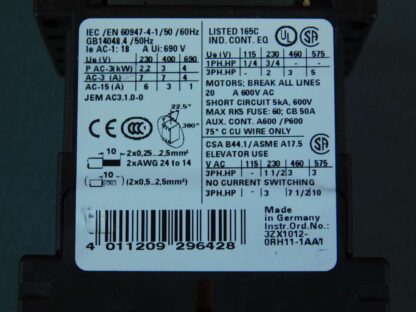 IEC / EN 60947-4-1/50 /60Hz
GB14048.4 /50Hz
Ie AC-1: 18 A Ui: 690 V
Ue (V) 230 400 690
P AC-3(kW) 2,2 3 4
AC-3 (A) 7 4
AC-15 (A) 6 3 1
JEM AC3.1.0-0
22.5°
360°
CCC
CE
10
2x0,25...2,5mm²
2xAWG 24 to 14
10
(2x0,5...2,5mm²)
4 011209 296428
LISTED 165C
IND. CONT. EQ
Ue (V) 115 230 460 575
1PH.HP 1/4 3/4 - -
3PH.HP - 2 3 5
MOTORS; BREAK ALL LINES
20 A 600V AC
SHORT CIRCUIT 5kA, 600V
MAX RK5 FUSE: 60; CB 50A
AUX. CONT. A600 / P600
75° C CU WIRE ONLY
CSA B44.1/ ASME A17.5
ELEVATOR USE
V AC 115 230 460 575
3PH.HP - 1 1/2 3 3
NO CURRENT SWITCHING
3PH.HP - 3 7 1/2 10
Made
in Germany
Instr.Ord.No.:
3ZX1012-
0RH11-1AA1